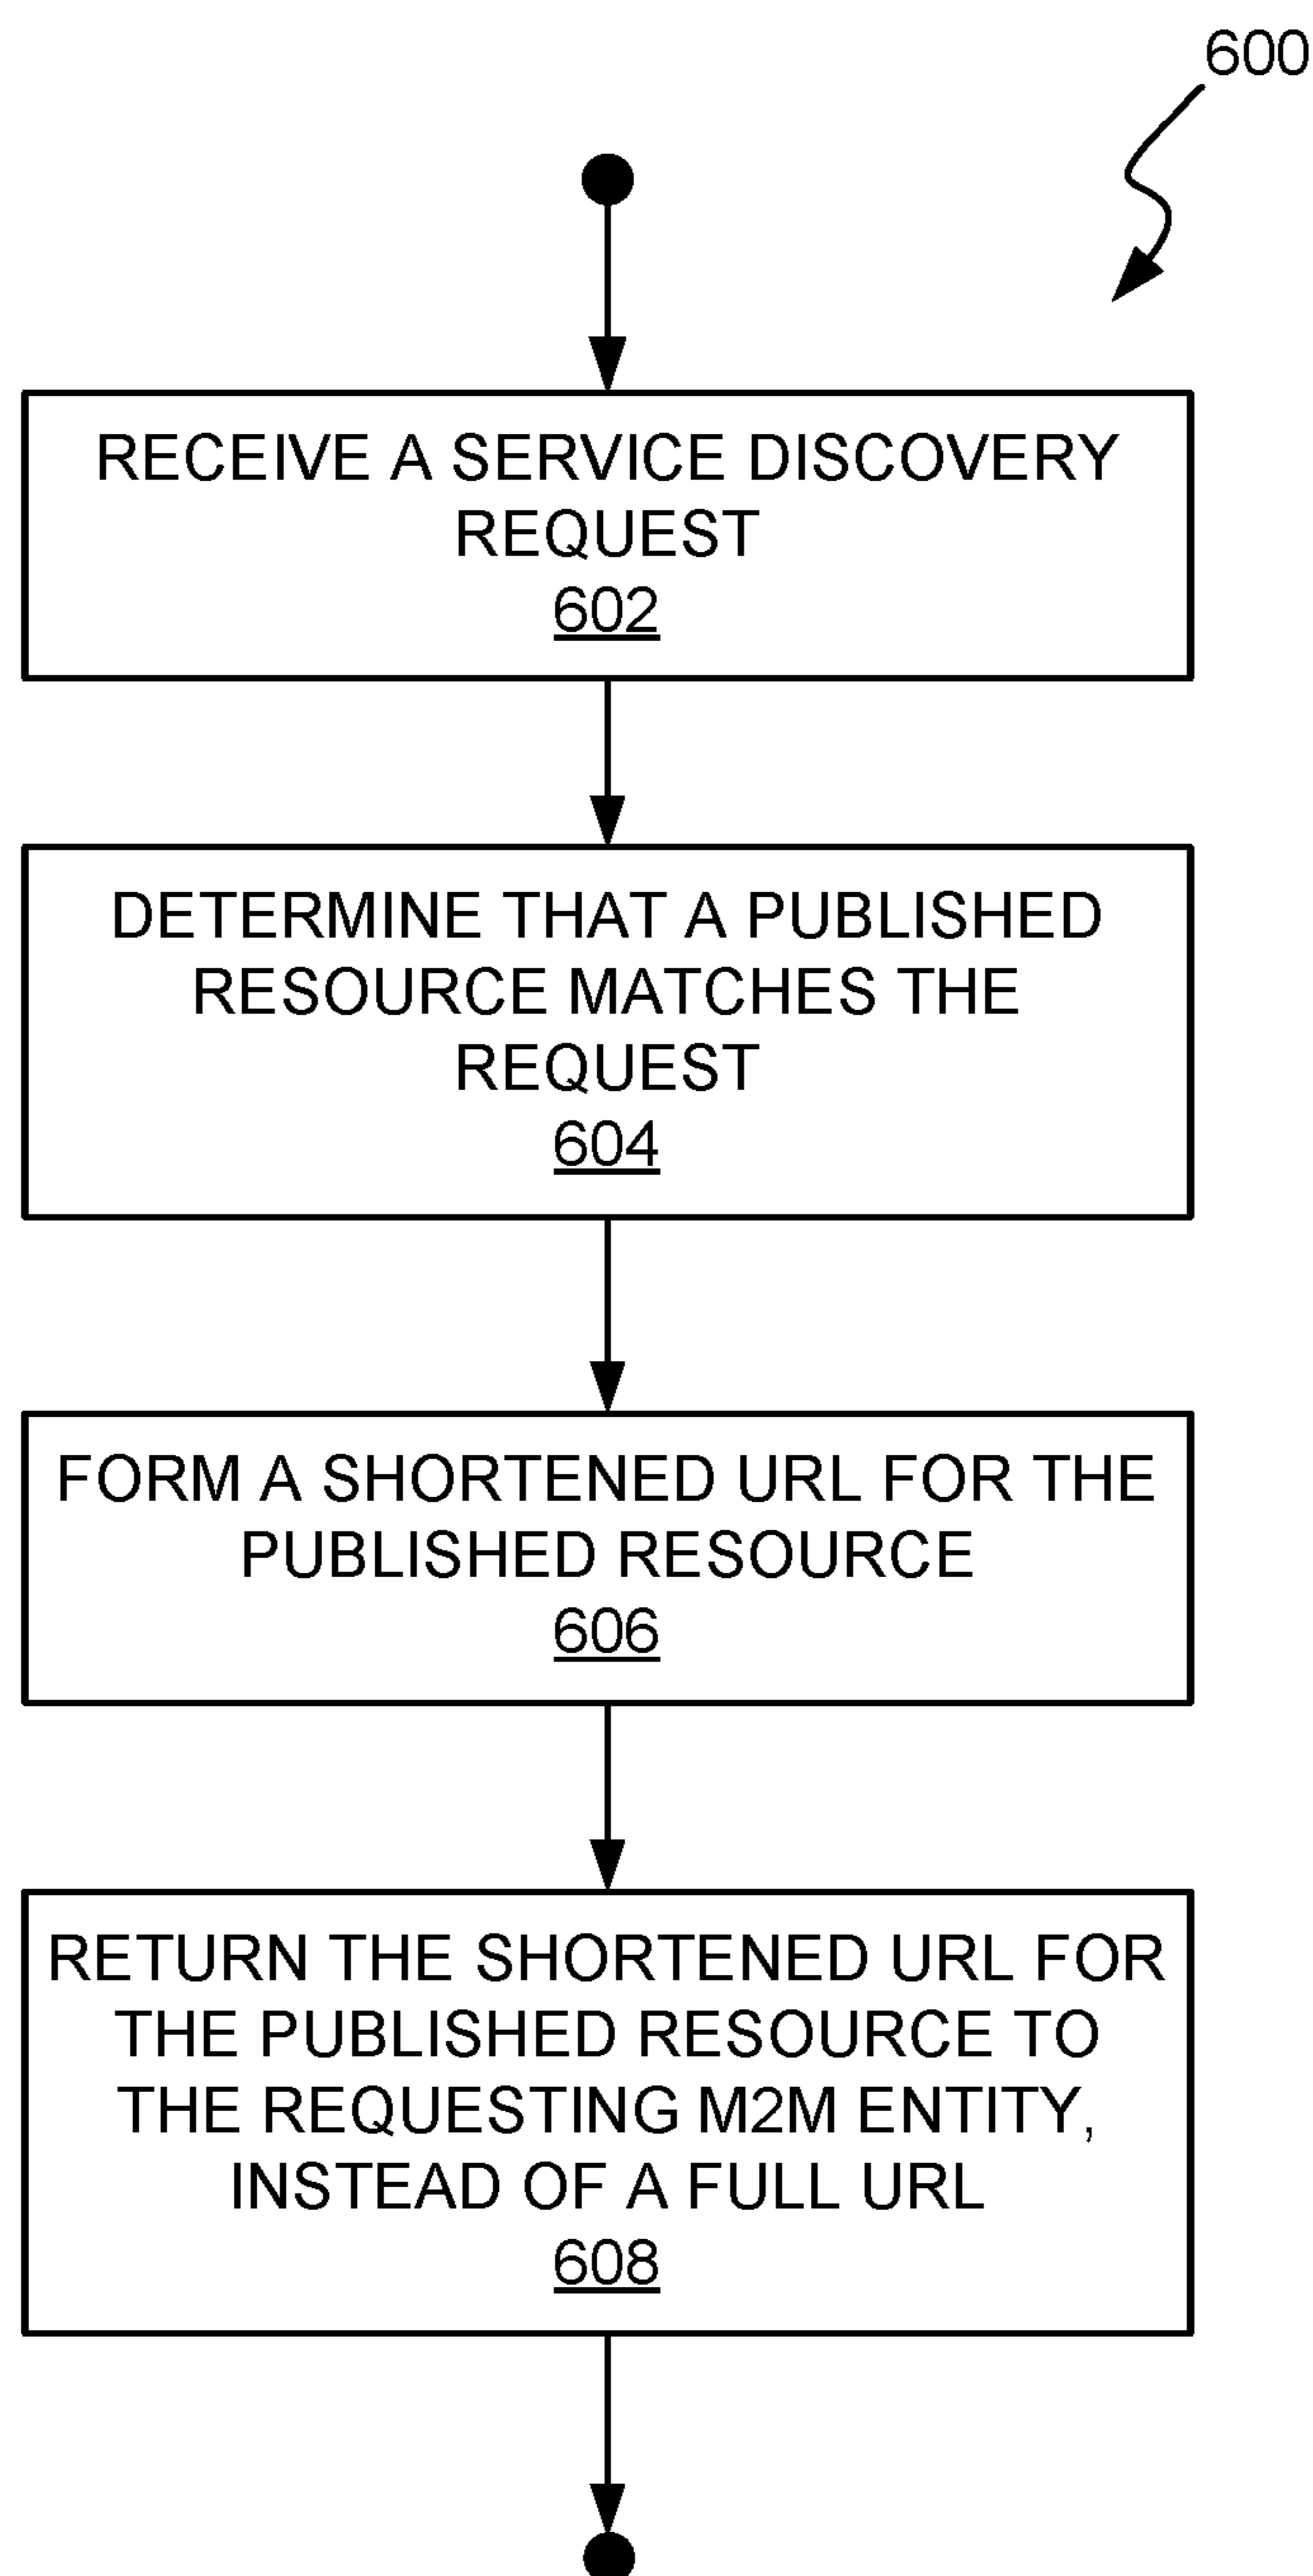 600
RECEIVE A SERVICE DISCOVERY
REQUEST
602
DETERMINE THAT A PUBLISHED
RESOURCE MATCHES THE
REQUEST
604
FORM A SHORTENED URL FOR THE
PUBLISHED RESOURCE
606
RETURN THE SHORTENED URL FOR
THE PUBLISHED RESOURCE TO
THE REQUESTING M2M ENTITY,
INSTEAD OF A FULL URL
608